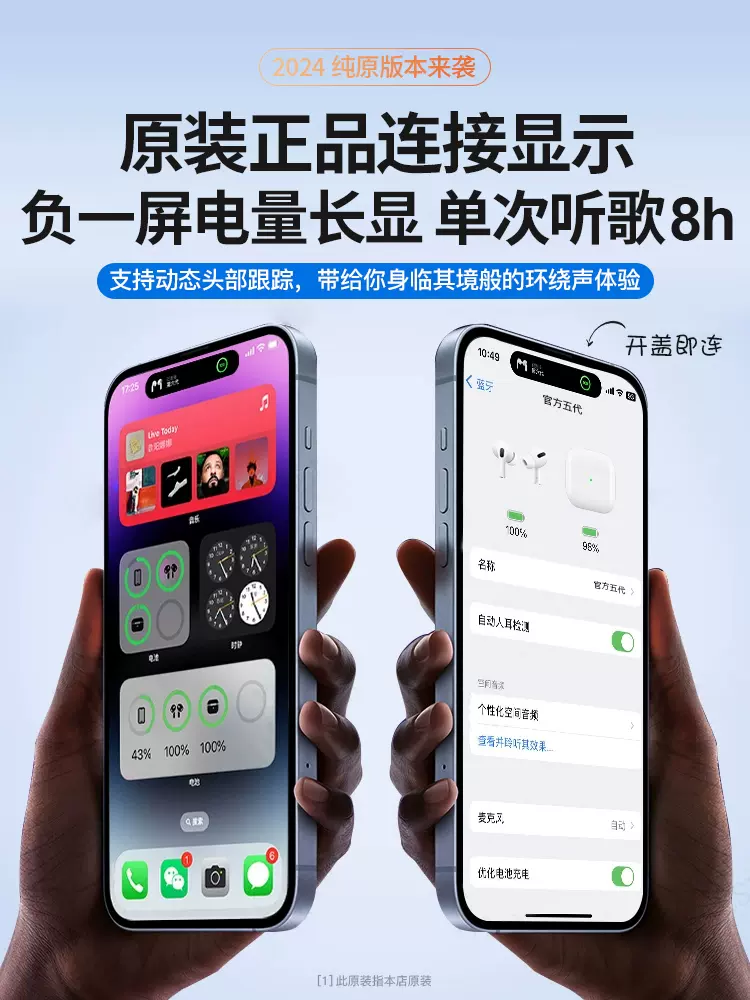 2024 纯原版本来袭
原装正品连接显示
负一屏电量长显 单次听歌8h
支持动态头部跟踪，带给你身临其境般的环绕声体验
开盖即连
17:25
Live Today
音乐
电池
时钟
43% 100% 100%
电池
搜索
1
6
10:49
蓝牙
官方五代
100%
98%
名称
官方五代
自动人耳检测
空间音频
个性化空间音频
查看并聆听其效果...
麦克风
自动
优化电池充电
[1]此原装指本店原装